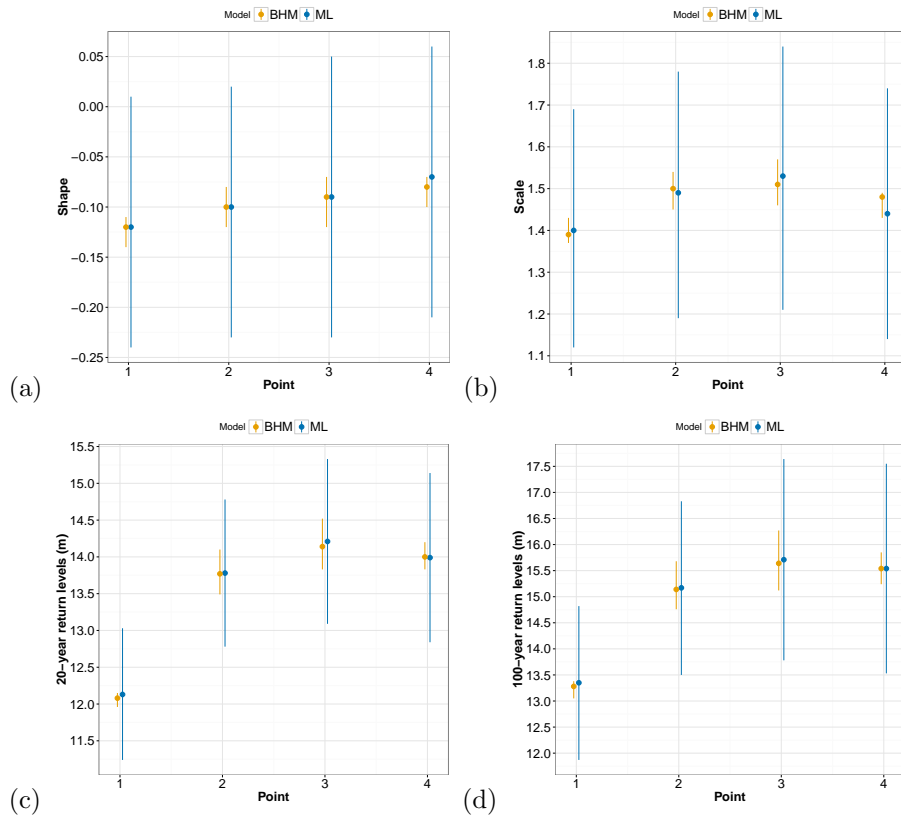 Model BHM ML
0.05
0.00
−0.05
−0.10
−0.15
−0.20
−0.25
Shape
1 2 3 4
Point
(a)
Model BHM ML
1.8
1.7
1.6
1.5
1.4
1.3
1.2
1.1
Scale
1 2 3 4
Point
(b)
Model BHM ML
15.5
15.0
14.5
14.0
13.5
13.0
12.5
12.0
11.5
20−year return levels (m)
1 2 3 4
Point
(c)
Model BHM ML
17.5
17.0
16.5
16.0
15.5
15.0
14.5
14.0
13.5
13.0
12.5
12.0
100−year return levels (m)
1 2 3 4
Point
(d)